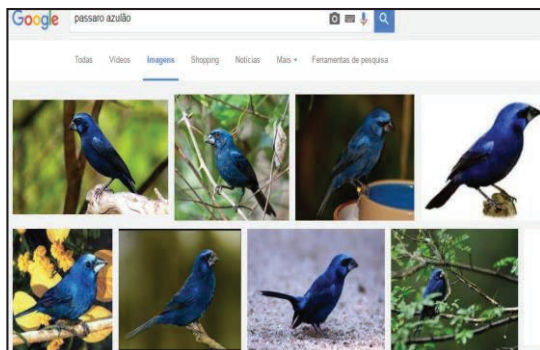 Google passaro azulão
Todas Vídeos Imagens Shopping Notícias Mais Ferramentas de pesquisa